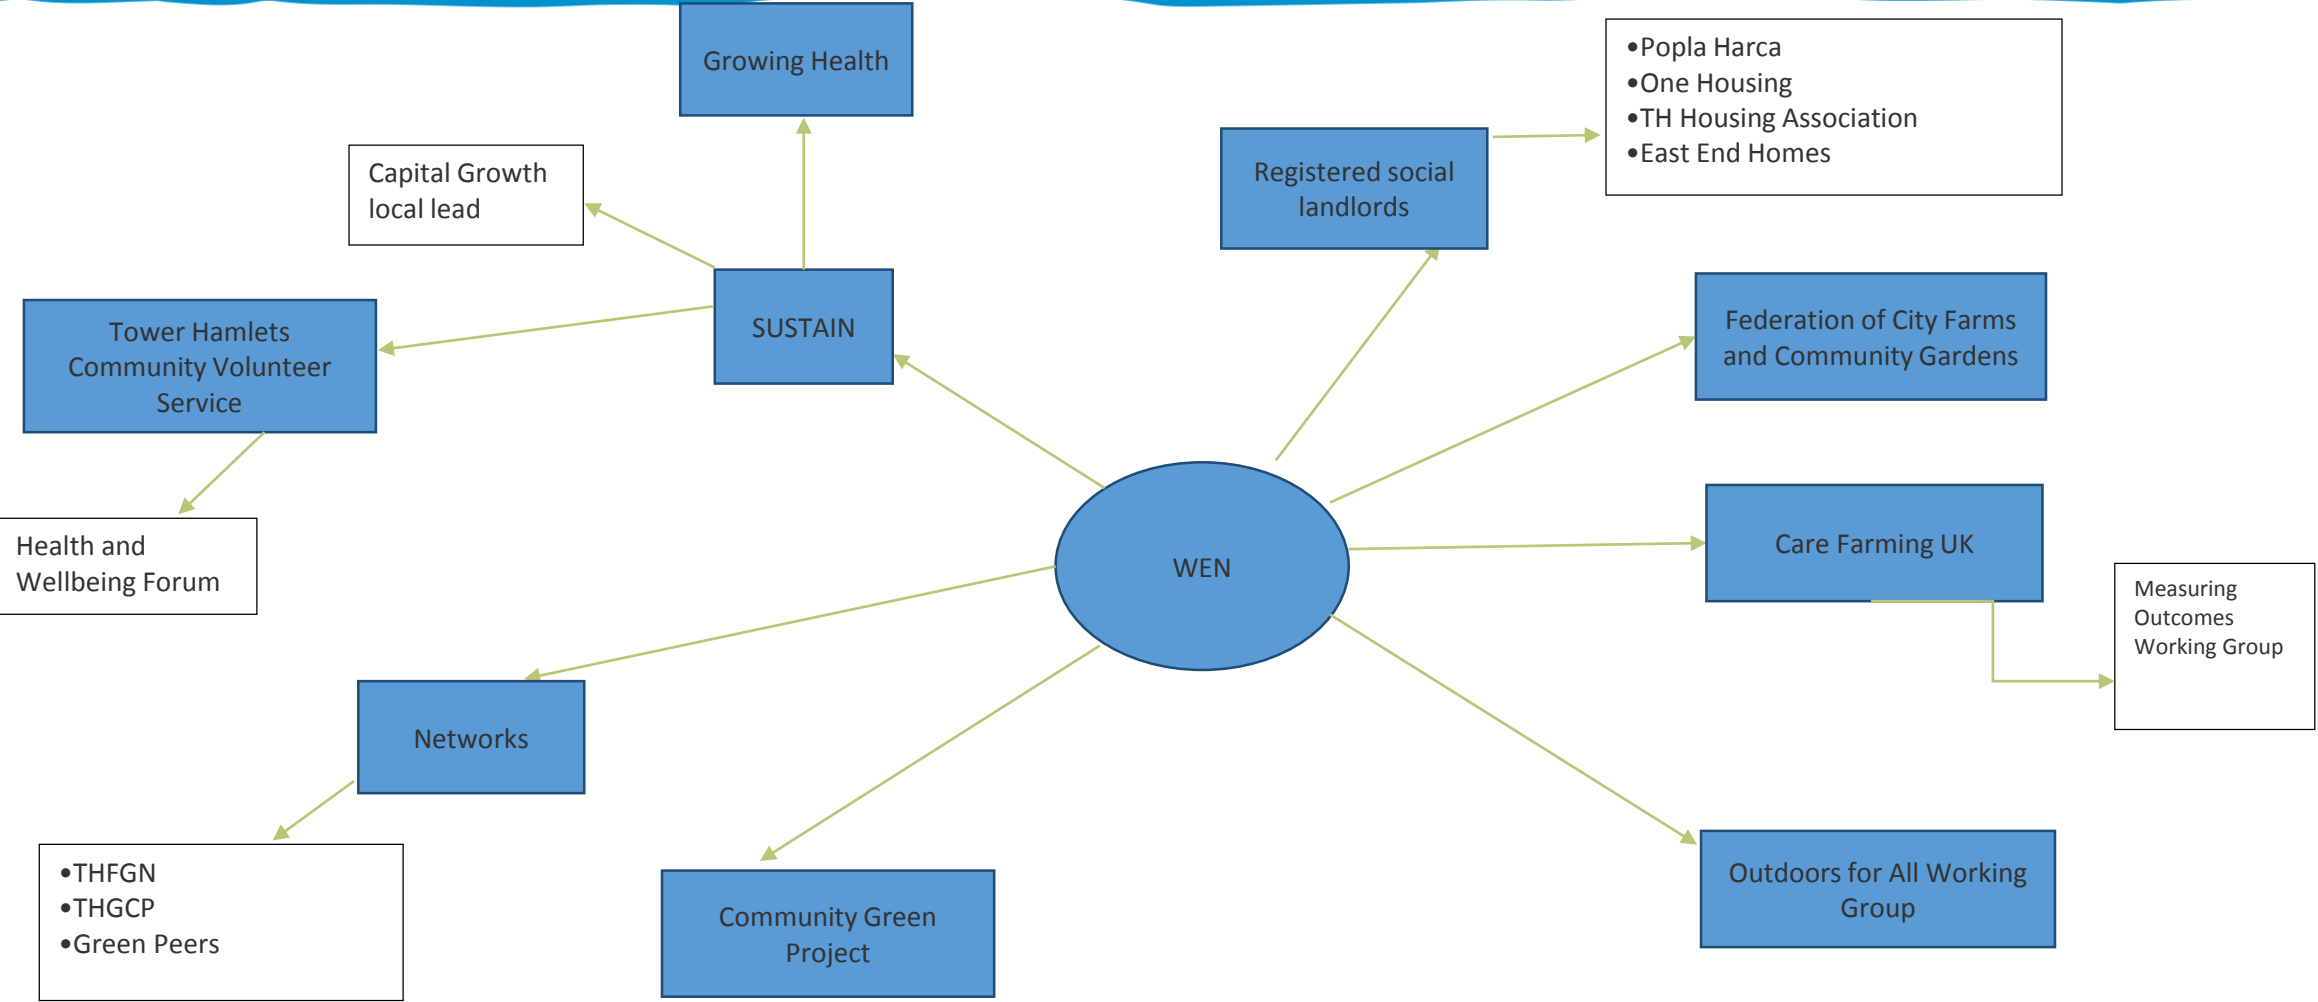 Growing Health
•Popla Harca
•One Housing
•TH Housing Association
•East End Homes
Capital Growth
local lead
Registered social
landlords
Tower Hamlets
Community Volunteer
Service
SUSTAIN
Federation of City Farms
and Community Gardens
Health and
Wellbeing Forum
WEN
Care Farming UK
Measuring
Outcomes
Working Group
Networks
•THFGN
•THGCP
•Green Peers
Community Green
Project
Outdoors for All Working
Group